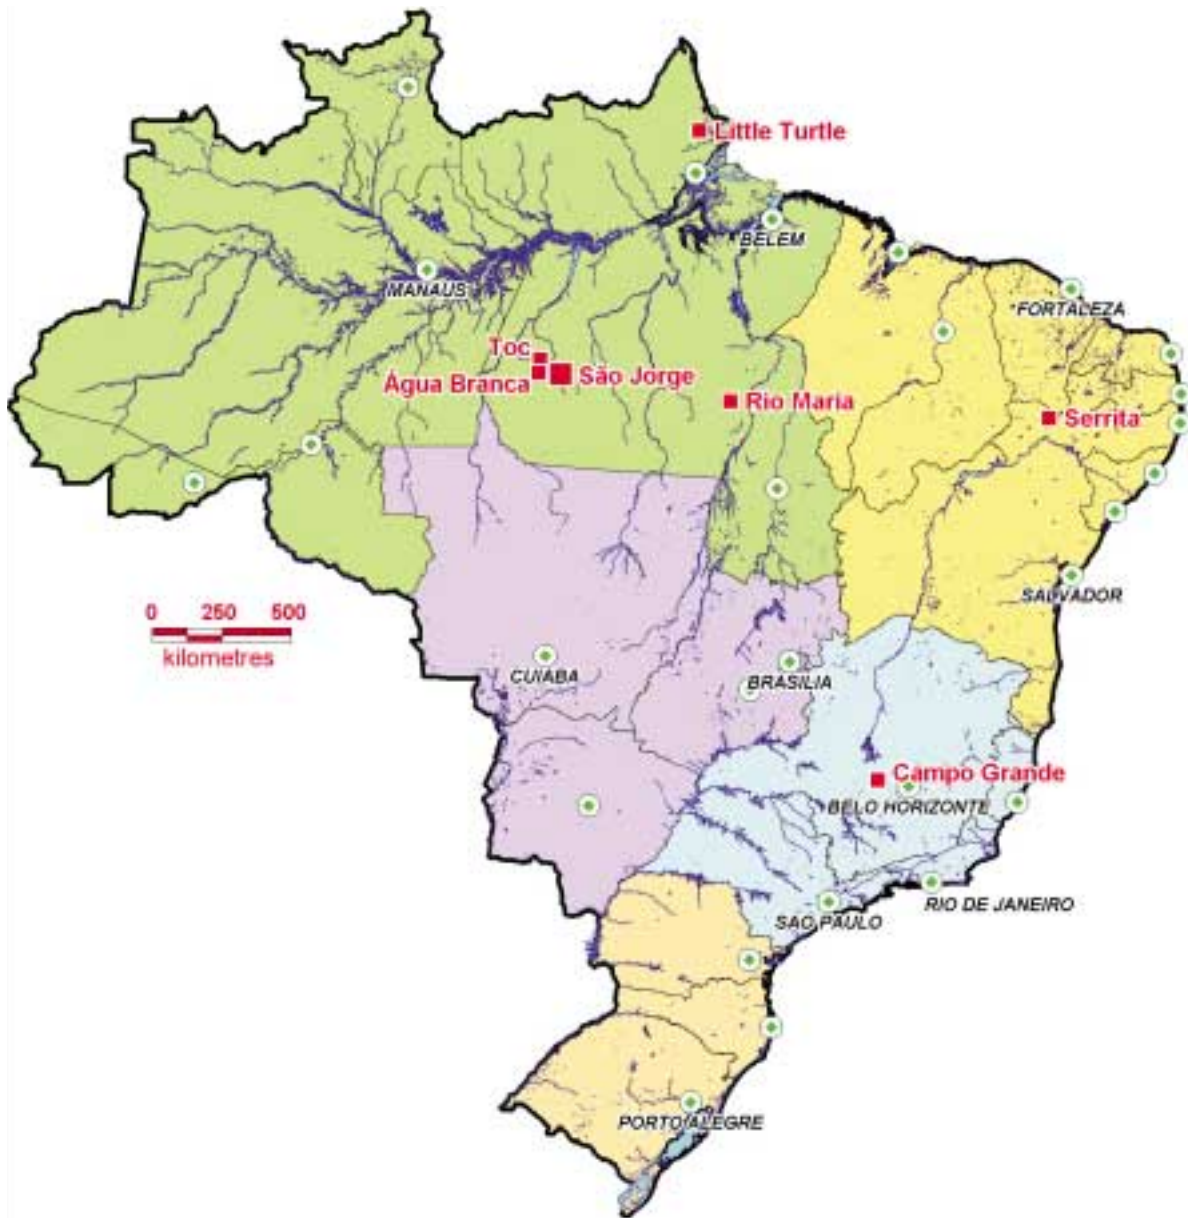 Little Turtle
BELEM
MANAUS
FORTALEZA
Toc
Água Branca
São Jorge
Rio Maria
Serrita
0 250 500
kilometres
SALVADOR
CUIABA
BRASILIA
Campo Grande
BELO HORIZONTE
RIO DE JANEIRO
SAO PAULO
PORTO ALEGRE